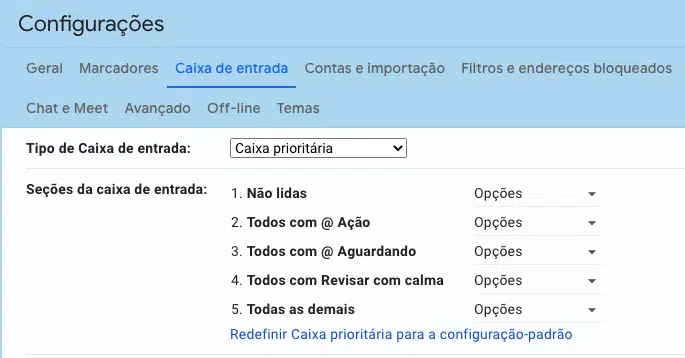 Configurações
Geral Marcadores Caixa de entrada Contas e importação Filtros e endereços bloqueados
Chat e Meet Avançado Off-line Temas
Tipo de Caixa de entrada: Caixa prioritária
Seções da caixa de entrada: 1. Não lidas Opções
2. Todos com @ Ação Opções
3. Todos com @ Aguardando Opções
4. Todos com Revisar com calma Opções
5. Todas as demais Opções
Redefinir Caixa prioritária para a configuração-padrão